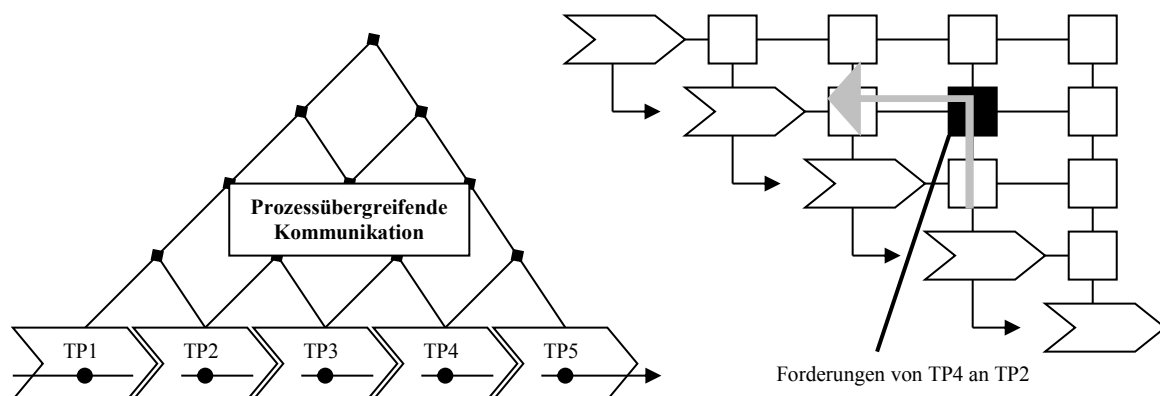 Prozessübergreifende
Kommunikation
TP1 TP2 TP3 TP4 TP5
Forderungen von TP4 an TP2